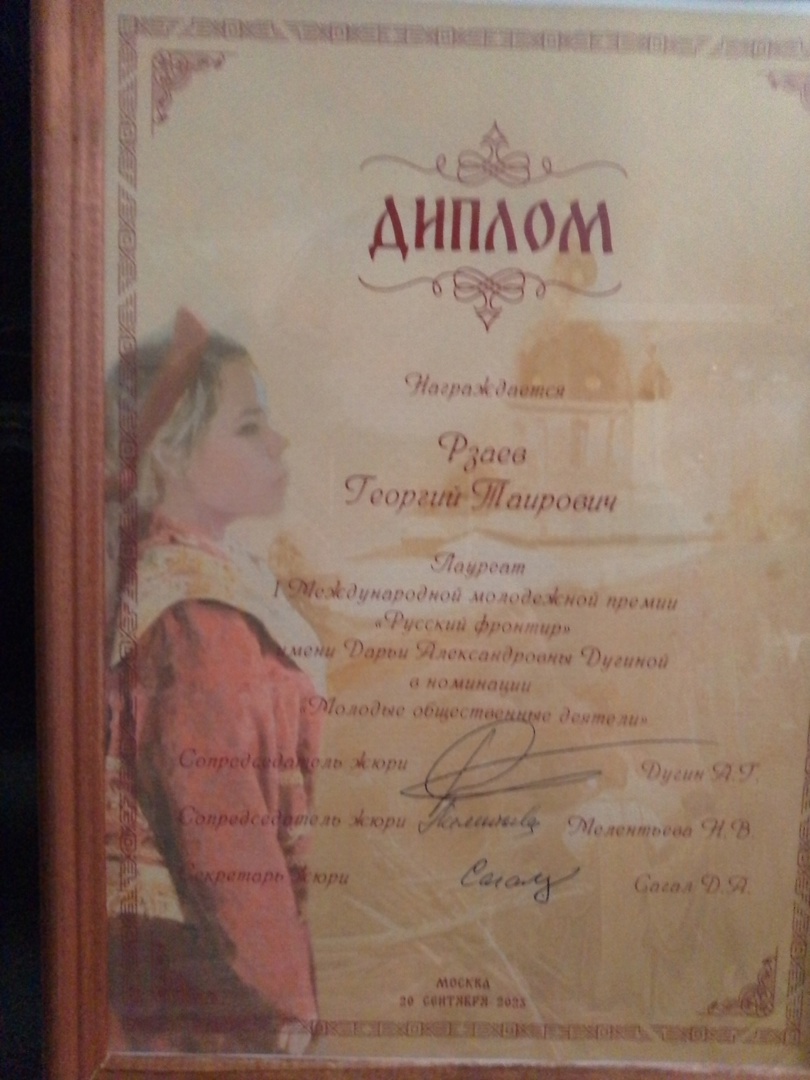 ДИПЛОМ
Награждается
Рзаев
Георгий Таирович
Лауреат
I Международной молодежной премии
«Русский фронтир»
имени Дарьи Александровны Дугиной
в номинации
«Молодые общественные деятели»
Сопредседатель жюри Дугин А.Г.
Сопредседатель жюри Мелентьева Н.В.
Секретарь жюри Сагал Д.А.
МОСКВА
20 СЕНТЯБРЯ 2023